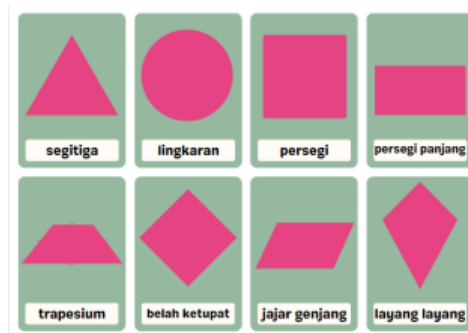 segitiga
lingkaran
persegi
persegi panjang
trapesium
belah ketupat
jajar genjang
layang layang